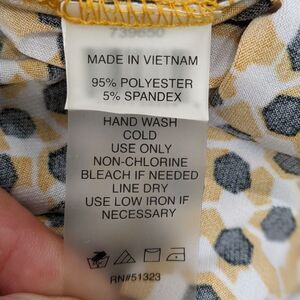 739650
MADE IN VIETNAM
95% POLYESTER
5% SPANDEX
HAND WASH
COLD
USE ONLY
NON-CHLORINE
BLEACH IF NEEDED
LINE DRY
USE LOW IRON IF
NECESSARY
RN#51323